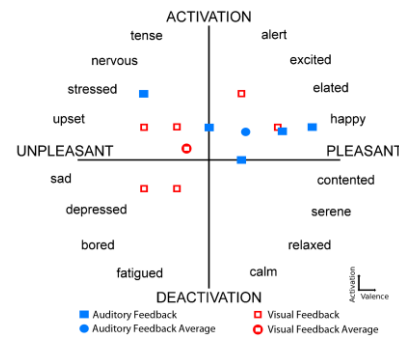 ACTIVATION
tense alert
nervous excited
stressed elated
upset happy
UNPLEASANT PLEASANT
sad contented
depressed serene
bored relaxed
fatigued calm
DEACTIVATION
Activation
Valence
Auditory Feedback Visual Feedback
Auditory Feedback Average Visual Feedback Average